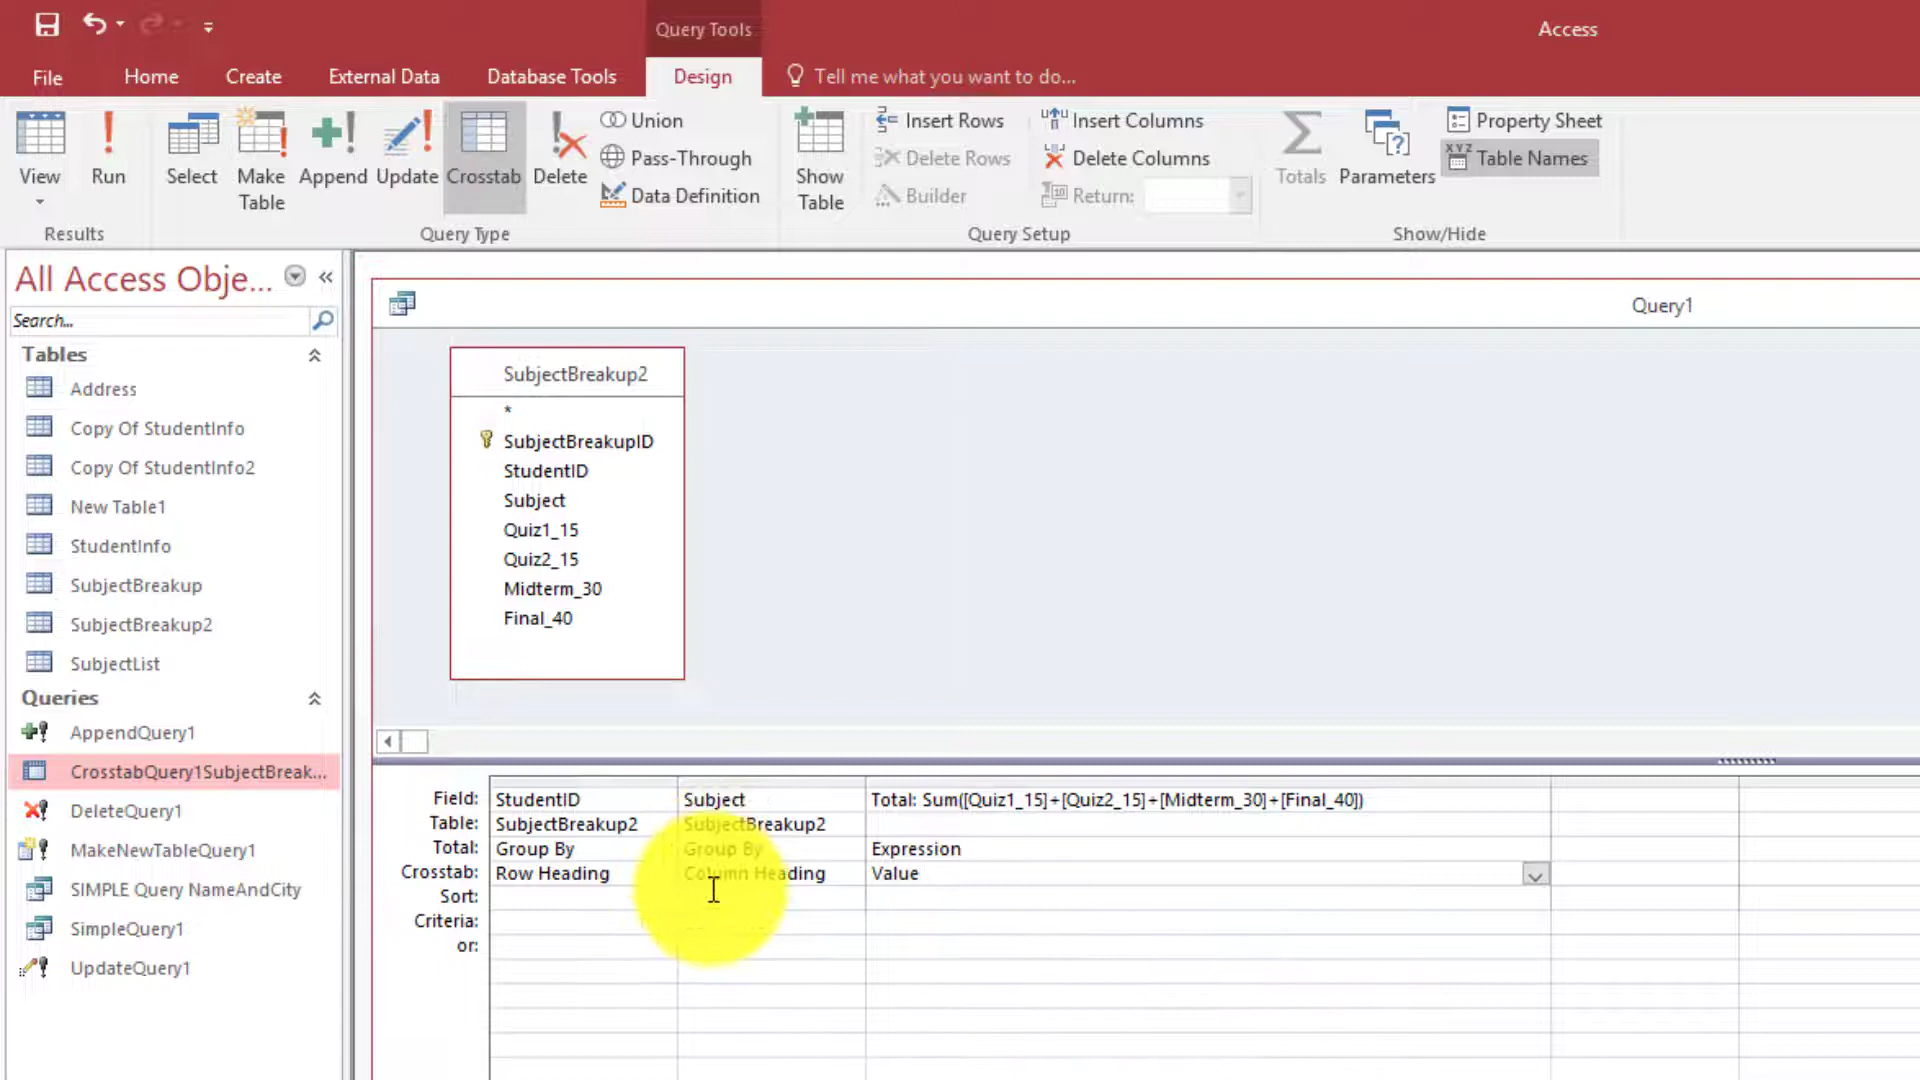 Query Tools
Access
File
Home
Create
External Data
Database Tools
Design
Tell me what you want to do...
View
Run
Select
Make
Table
Append
Update
Crosstab
Delete
Union
Pass-Through
Data Definition
Show
Table
Insert Rows
Delete Rows
Builder
Insert Columns
Delete Columns
Return:
Totals
Parameters
Property Sheet
XYZ
Table Names
Results
Query Type
Query Setup
Show/Hide
All Access Obje...
Search...
Tables
Address
Copy Of StudentInfo
Copy Of StudentInfo2
New Table1
StudentInfo
SubjectBreakup
SubjectBreakup2
SubjectList
Queries
AppendQuery1
CrosstabQuery1SubjectBreak...
DeleteQuery1
MakeNewTableQuery1
SIMPLE Query NameAndCity
SimpleQuery1
UpdateQuery1
Query1
SubjectBreakup2
*
SubjectBreakupID
StudentID
Subject
Quiz1_15
Quiz2_15
Midterm_30
Final_40
Field: StudentID Subject Total: Sum([Quiz1_15]+[Quiz2_15]+[Midterm_30]+[Final_40])
Table: SubjectBreakup2 SubjectBreakup2
Total: Group By Group By Expression
Crosstab: Row Heading Column Heading Value
Sort:
Criteria:
or: